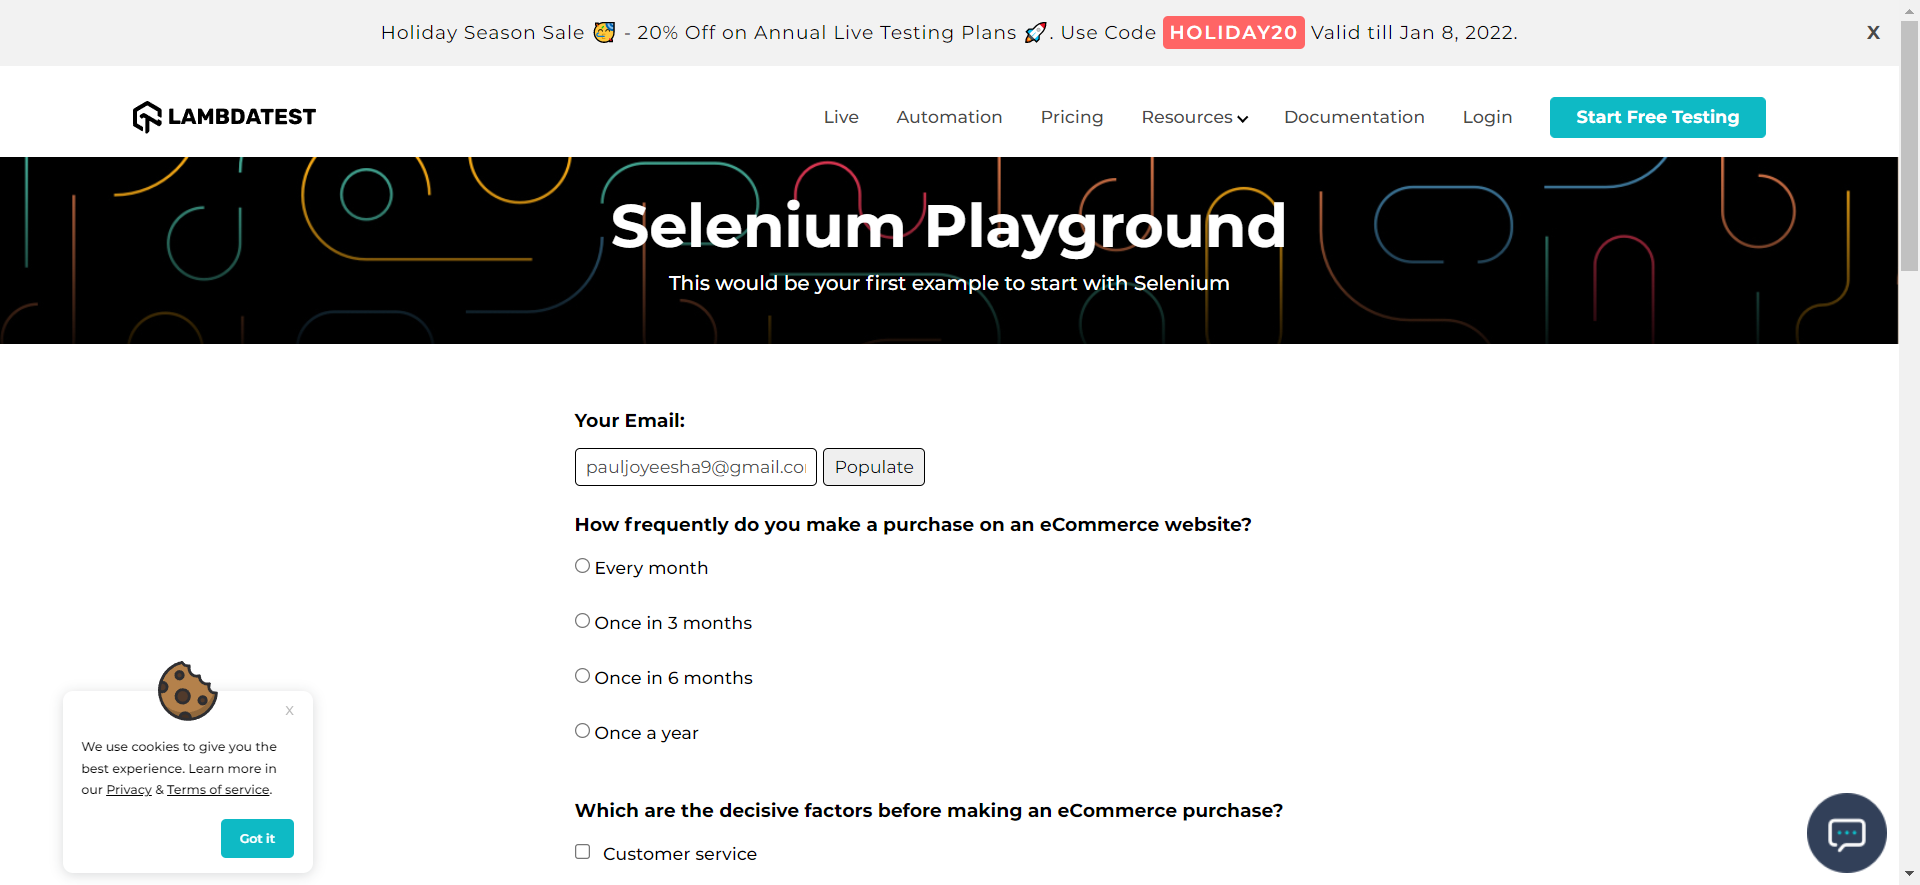 Holiday Season Sale 🥳 - 20% Off on Annual Live Testing Plans 🚀. Use Code HOLIDAY20 Valid till Jan 8, 2022.
X
LAMBDATEST
Live
Automation
Pricing
Resources
Documentation
Login
Start Free Testing
Selenium Playground
This would be your first example to start with Selenium
Your Email:
pauljoyeesha9@gmail.co
Populate
How frequently do you make a purchase on an eCommerce website?
Every month
Once in 3 months
Once in 6 months
Once a year
Which are the decisive factors before making an eCommerce purchase?
Customer service
X
We use cookies to give you the
best experience. Learn more in
our Privacy & Terms of service.
Got it